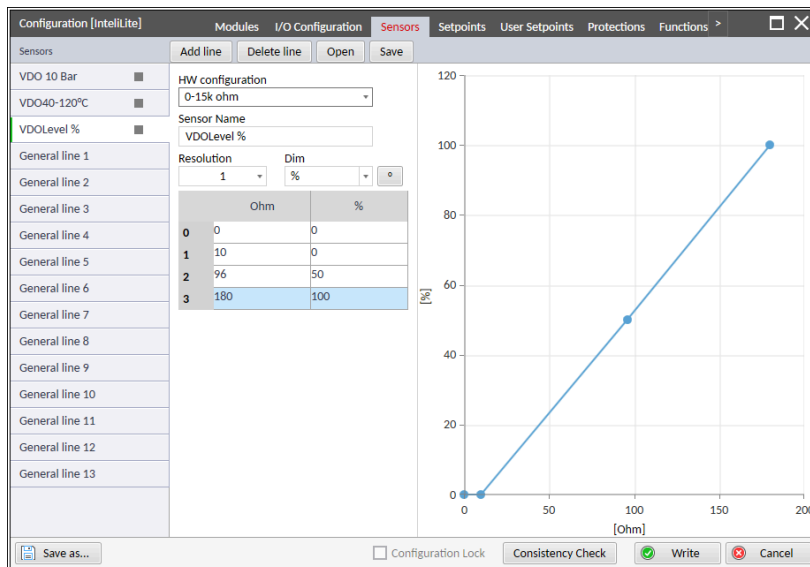 Configuration [InteliLite]
Modules I/O Configuration Sensors Setpoints User Setpoints Protections Functions >
Sensors
Add line Delete line Open Save
VDO 10 Bar
VDO40-120°C
VDOLevel %
General line 1
General line 2
General line 3
General line 4
General line 5
General line 6
General line 7
General line 8
General line 9
General line 10
General line 11
General line 12
General line 13
HW configuration
0-15k ohm
Sensor Name
VDOLevel %
Resolution Dim
1 % º
Ohm %
0 0 0
1 10 0
2 96 50
3 180 100
120
100
80
60
40
20
0
[%]
0 50 100 150 200
[Ohm]
Save as... Configuration Lock Consistency Check Write Cancel